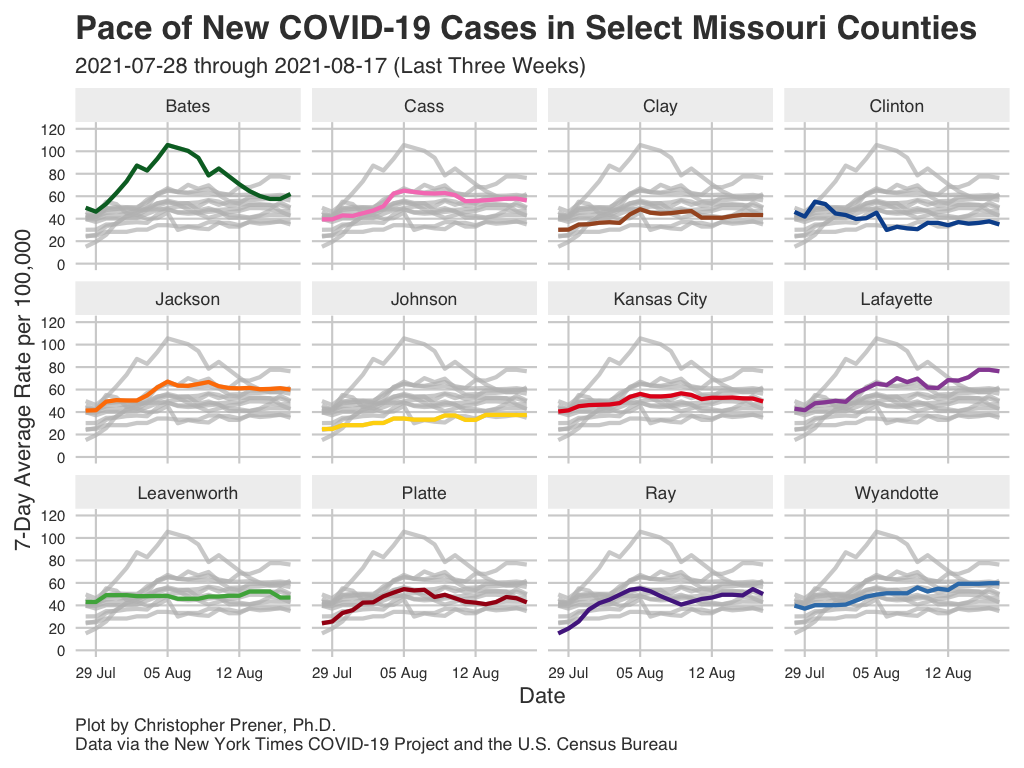 Pace of New COVID-19 Cases in Select Missouri Counties
2021-07-28 through 2021-08-17 (Last Three Weeks)
Bates Cass Clay Clinton
120
100
80
60
40
20
0
Jackson Johnson Kansas City Lafayette
120
100
80
60
40
20
0
Leavenworth Platte Ray Wyandotte
120
100
80
60
40
20
0
7-Day Average Rate per 100,000
29 Jul 05 Aug 12 Aug 29 Jul 05 Aug 12 Aug 29 Jul 05 Aug 12 Aug 29 Jul 05 Aug 12 Aug
Date
Plot by Christopher Prener, Ph.D.
Data via the New York Times COVID-19 Project and the U.S. Census Bureau